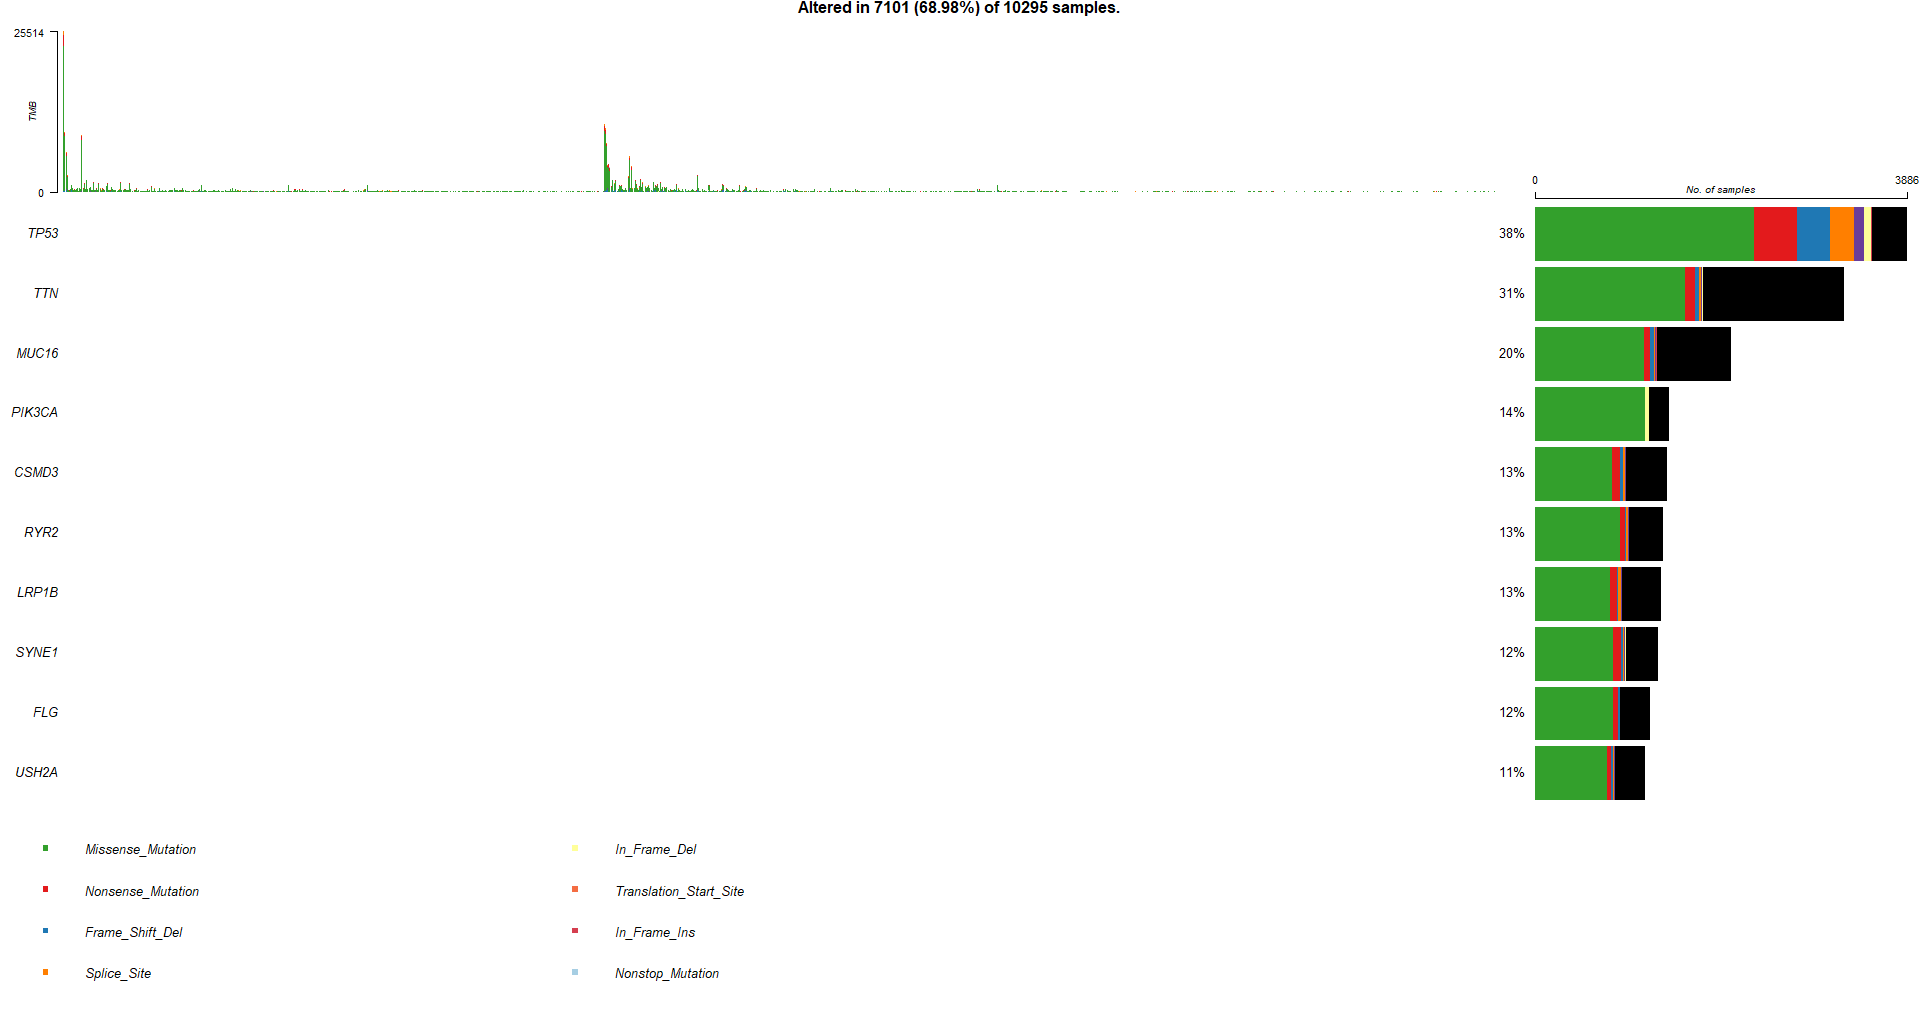 Altered in 7101 (68.98%) of 10295 samples.
25514
TMB
0
0
3886
No. of samples
TP53
38%
TTN
31%
MUC16
20%
PIK3CA
14%
CSMD3
13%
RYR2
13%
LRP1B
13%
SYNE1
12%
FLG
12%
USH2A
11%
Missense_Mutation
In_Frame_Del
Nonsense_Mutation
Translation_Start_Site
Frame_Shift_Del
In_Frame_Ins
Splice_Site
Nonstop_Mutation